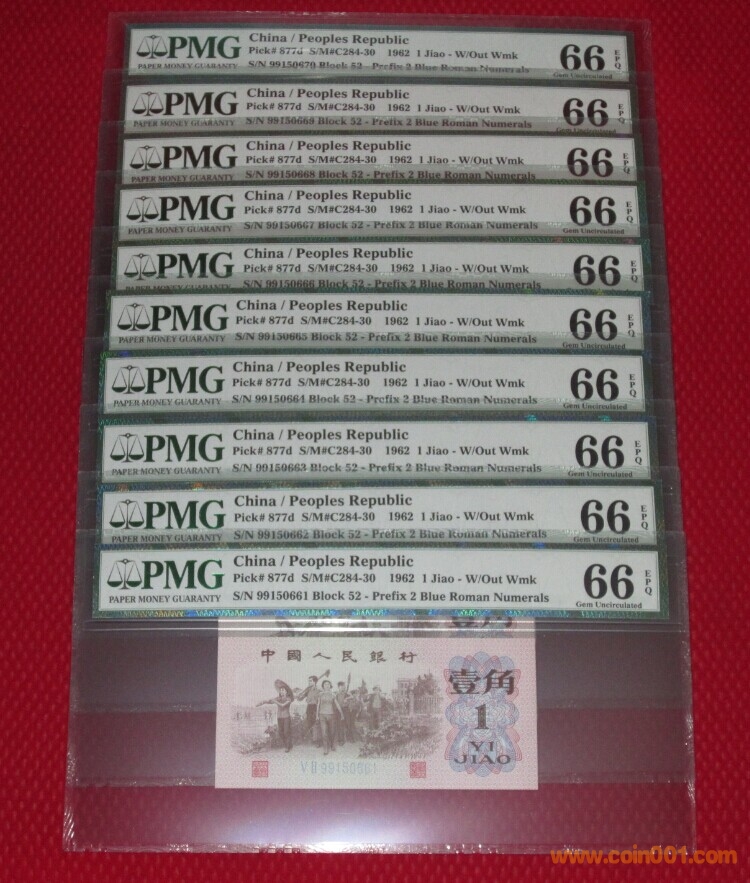 PMG
PAPER MONEY GUARANTY
China / Peoples Republic
Pick# 877d S/M#C284-30 1962 1 Jiao - W/Out Wmk
S/N 99150670 Block 52 - Prefix 2 Blue Roman Numerals
66 EPQ
Gem Uncirculated
PMG
PAPER MONEY GUARANTY
China / Peoples Republic
Pick# 877d S/M#C284-30 1962 1 Jiao - W/Out Wmk
S/N 99150669 Block 52 - Prefix 2 Blue Roman Numerals
66 EPQ
Gem Uncirculated
PMG
PAPER MONEY GUARANTY
China / Peoples Republic
Pick# 877d S/M#C284-30 1962 1 Jiao - W/Out Wmk
S/N 99150668 Block 52 - Prefix 2 Blue Roman Numerals
66 EPQ
PMG
PAPER MONEY GUARANTY
China / Peoples Republic
Pick# 877d S/M#C284-30 1962 1 Jiao - W/Out Wmk
S/N 99150667 Block 52 - Prefix 2 Blue Roman Numerals
66 EPQ
Gem Uncirculated
PMG
PAPER MONEY GUARANTY
China / Peoples Republic
Pick# 877d S/M#C284-30 1962 1 Jiao - W/Out Wmk
S/N 99150666 Block 52 - Prefix 2 Blue Roman Numerals
66 EPQ
PMG
PAPER MONEY GUARANTY
China / Peoples Republic
Pick# 877d S/M#C284-30 1962 1 Jiao - W/Out Wmk
S/N 99150665 Block 52 - Prefix 2 Blue Roman Numerals
66 EPQ
Gem Uncirculated
PMG
PAPER MONEY GUARANTY
China / Peoples Republic
Pick# 877d S/M#C284-30 1962 1 Jiao - W/Out Wmk
S/N 99150664 Block 52 - Prefix 2 Blue Roman Numerals
66 EPQ
Gem Uncirculated
PMG
PAPER MONEY GUARANTY
China / Peoples Republic
Pick# 877d S/M#C284-30 1962 1 Jiao - W/Out Wmk
S/N 99150663 Block 52 - Prefix 2 Blue Roman Numerals
66 EPQ
Gem Uncirculated
PMG
PAPER MONEY GUARANTY
China / Peoples Republic
Pick# 877d S/M#C284-30 1962 1 Jiao - W/Out Wmk
S/N 99150662 Block 52 - Prefix 2 Blue Roman Numerals
66 EPQ
Gem Uncirculated
PMG
PAPER MONEY GUARANTY
China / Peoples Republic
Pick# 877d S/M#C284-30 1962 1 Jiao - W/Out Wmk
S/N 99150661 Block 52 - Prefix 2 Blue Roman Numerals
66 EPQ
Gem Uncirculated
中國人民銀行
壹角
1
YI
JIAO
99150661
www.coin001.com